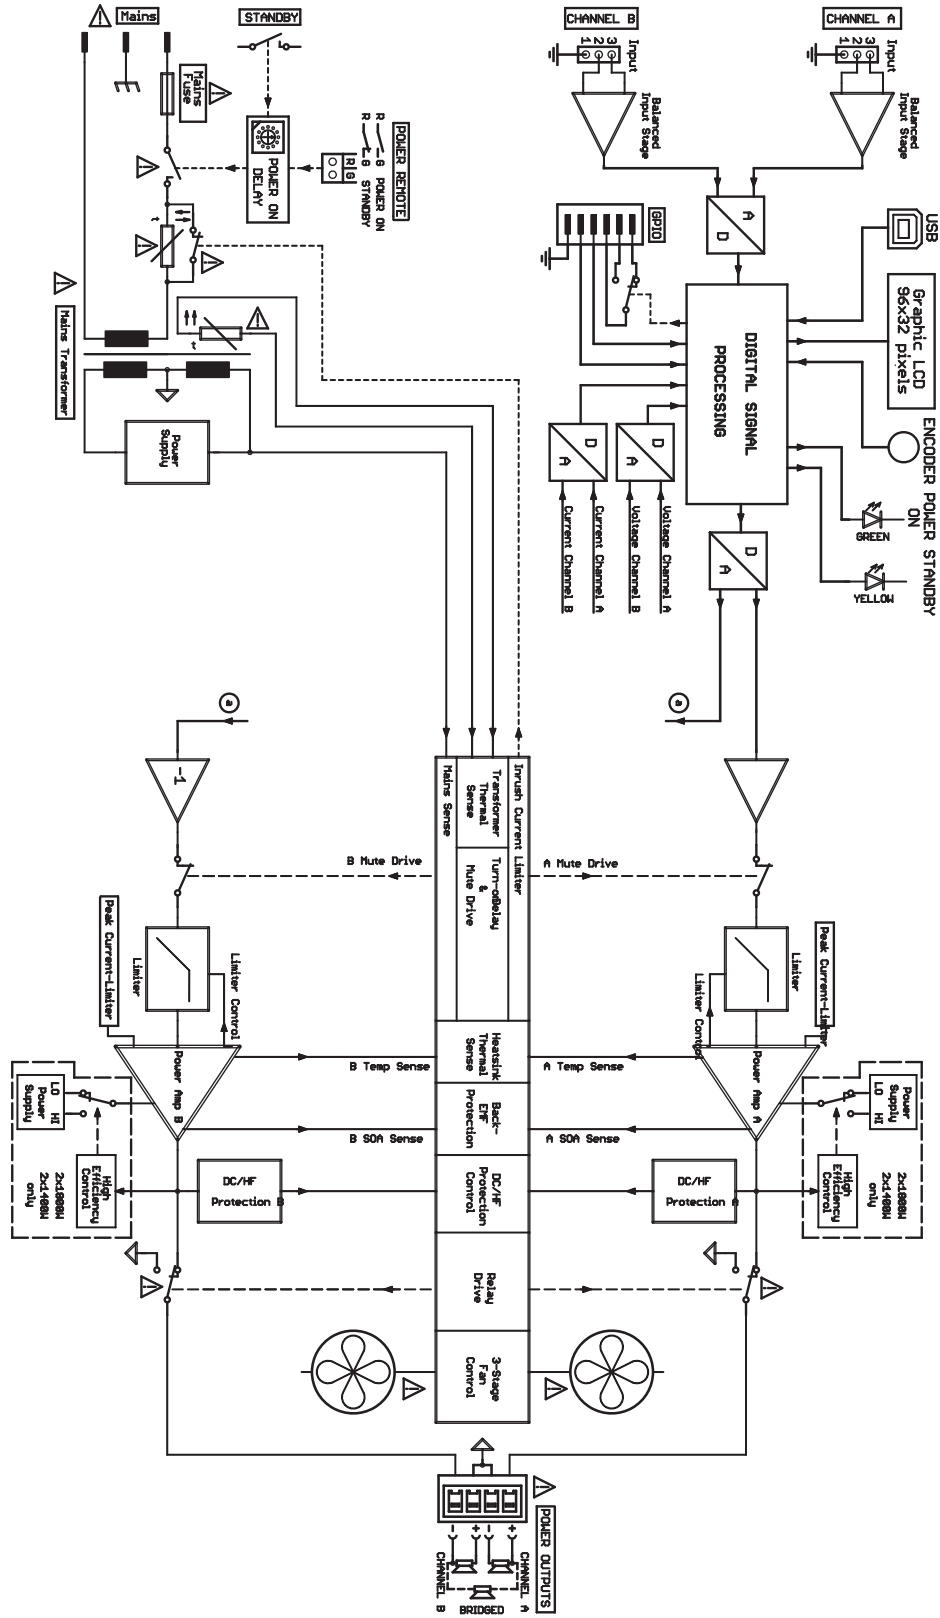 CHANNEL A
Input
3
2
1
Balanced
Input Stage
CHANNEL B
Input
3
2
1
Balanced
Input Stage
A
D
USB
Graphic LCD
96x32 pixels
ENCODER
POWER
ON
STANDBY
GREEN
YELLOW
GPIO
DIGITAL SIGNAL
PROCESSING
D
A
D
A
D
A
Voltage Channel A
Voltage Channel B
Current Channel A
Current Channel B
STANDBY
POWER REMOTE
R G POWER ON
R G STANDBY
R
G
POWER ON
DELAY
Mains
Mains
Fuse
t
t
Mains Transformer
Power
Supply
a
a
-1
Inrush Current Limiter
Transformer
Thermal
Sense
Mains Sense
Turn-onDelay
&
Mute Drive
A Mute Drive
B Mute Drive
Limiter
Peak Current-Limiter
Limiter Control
Limiter
Peak Current-Limiter
Limiter Control
Power Amp A
Power Amp B
Heatsink
Thermal
Sense
A Temp Sense
B Temp Sense
Back-
EMF
Protection
A SOA Sense
B SOA Sense
DC/HF
Protection
Control
DC/HF
Protection A
DC/HF
Protection B
Power
Supply
LO HI
High
Efficiency
Control
2x1800W
2x1400W
only
Power
Supply
LO HI
High
Efficiency
Control
2x1800W
2x1400W
only
Relay
Drive
3-Stage
Fan
Control
POWER OUTPUTS
+
-
+
-
CHANNEL A
CHANNEL B
BRIDGED